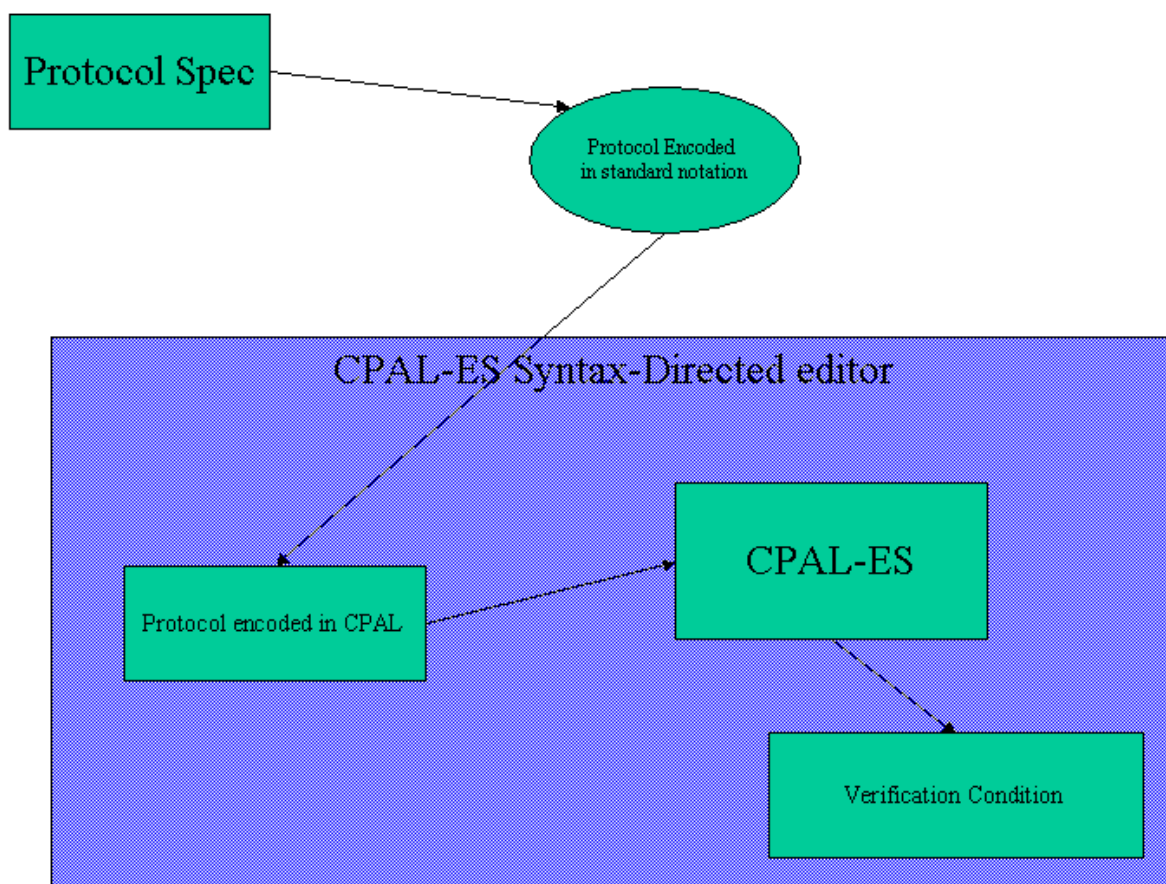 Protocol Spec
Protocol Encoded
in standard notation
CPAL-ES Syntax-Directed editor
CPAL-ES
Protocol encoded in CPAL
Verification Condition